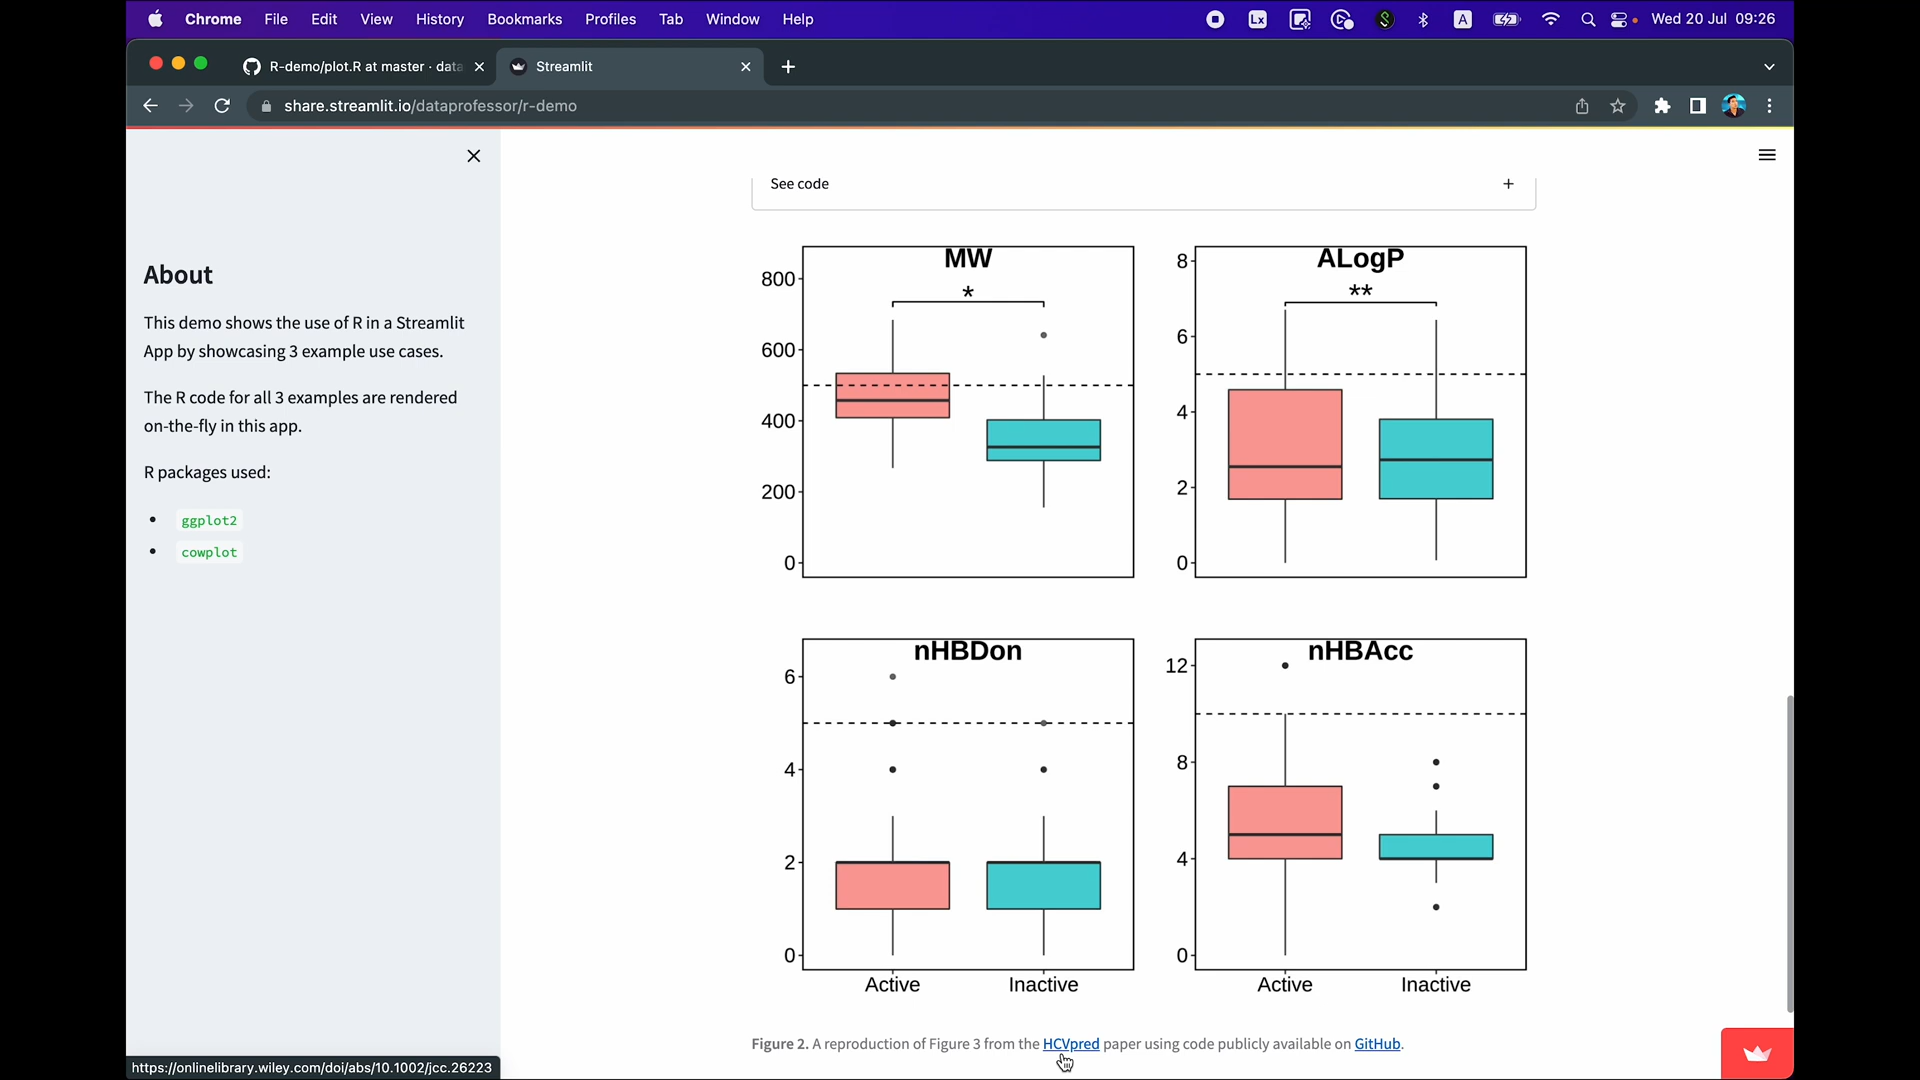 Chrome File Edit View History Bookmarks Profiles Tab Window Help Lx A Wed 20 Jul 09:26
R-demo/plot.R at master · data Streamlit
share.streamlit.io/dataprofessor/r-demo
About
This demo shows the use of R in a Streamlit
App by showcasing 3 example use cases.
The R code for all 3 examples are rendered
on-the-fly in this app.
R packages used:
• ggplot2
• cowplot
See code +
MW
*
800
600
400
200
0
ALogP
**
8
6
4
2
0
nHBDon
6
4
2
0
Active Inactive
nHBAcc
12
8
4
0
Active Inactive
Figure 2. A reproduction of Figure 3 from the HCVpred paper using code publicly available on GitHub.
https://onlinelibrary.wiley.com/doi/abs/10.1002/jcc.26223